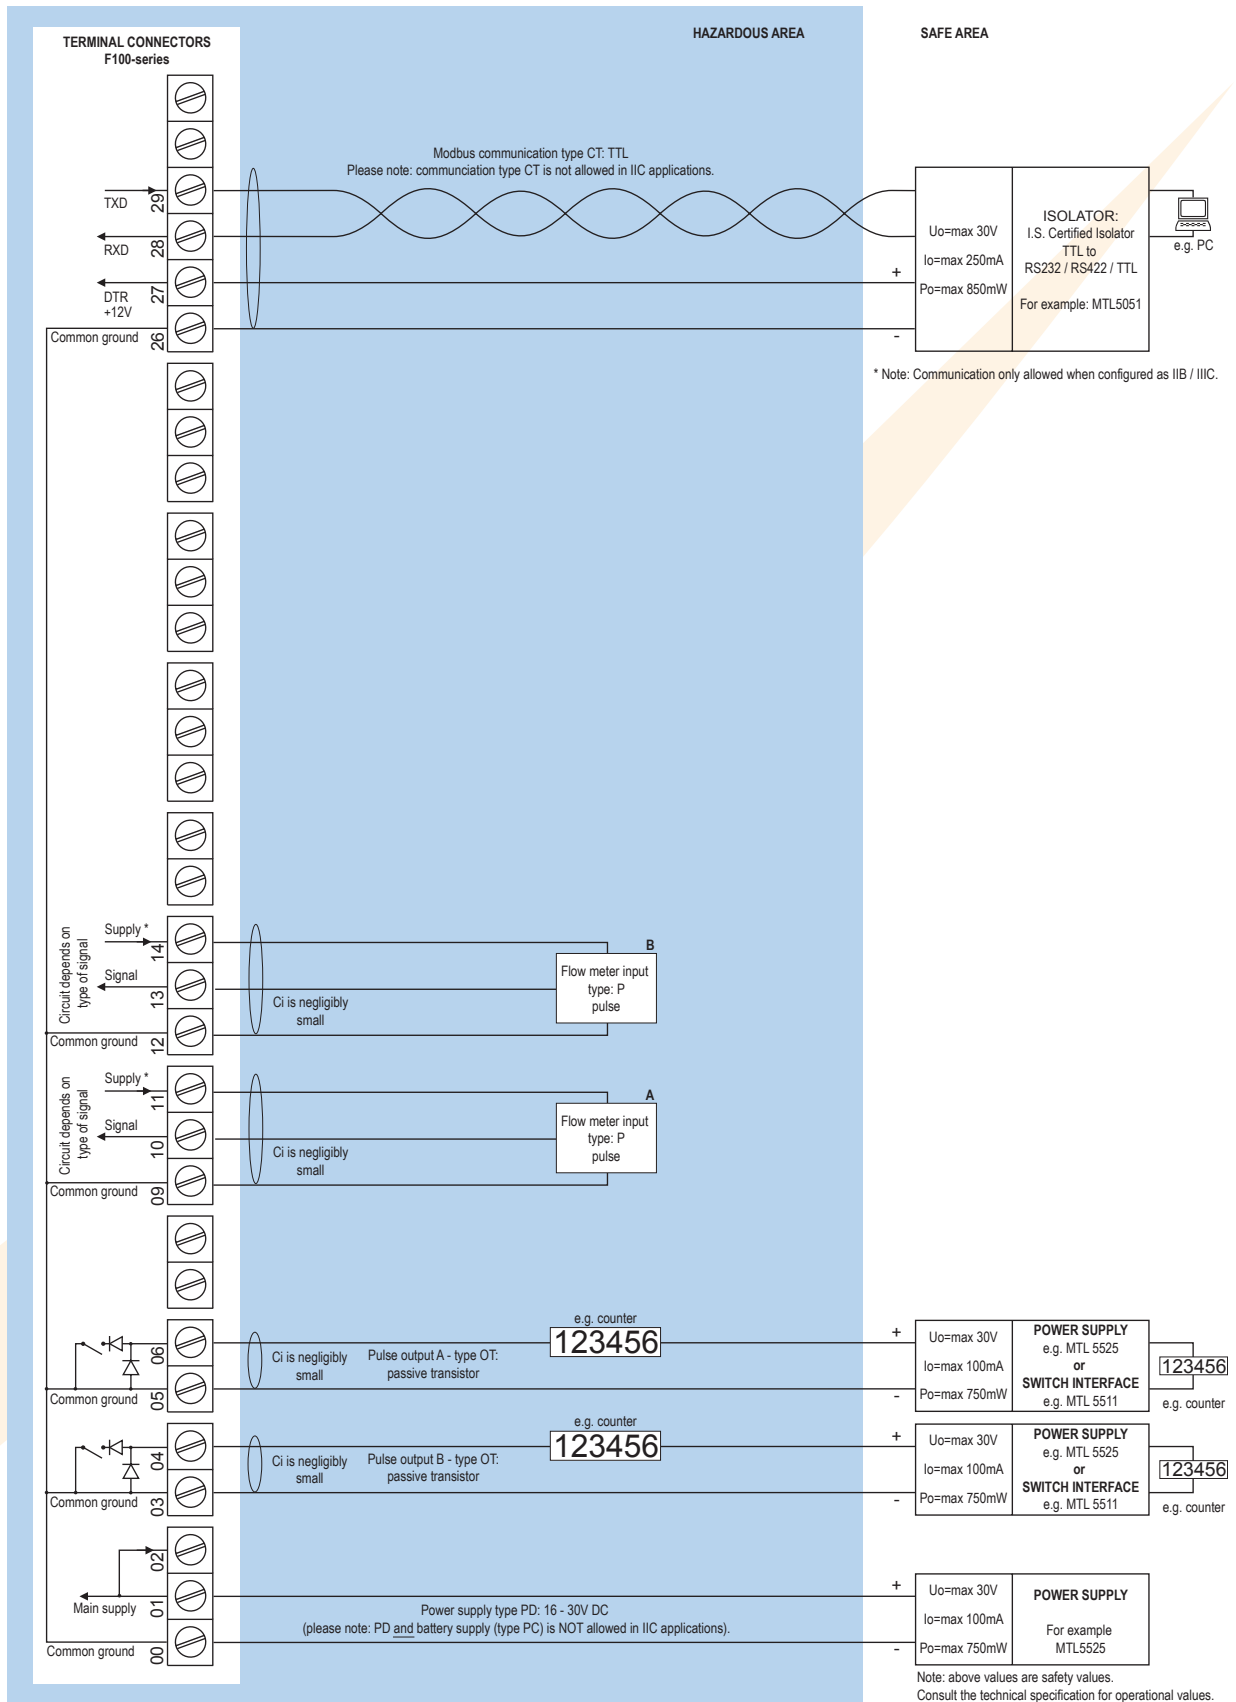 HAZARDOUS AREA
SAFE AREA
TERMINAL CONNECTORS
F100-series
Modbus communication type CT: TTL
Please note: communciation type CT is not allowed in IIC applications.
TXD
29
RXD
28
DTR
+12V
27
Common ground
26
+
-
Uo=max 30V
Io=max 250mA
Po=max 850mW
ISOLATOR:
I.S. Certified Isolator
TTL to
RS232 / RS422 / TTL
For example: MTL5051
e.g. PC
* Note: Communication only allowed when configured as IIB / IIIC.
Circuit depends on
type of signal
Supply *
14
Signal
13
Common ground
12
Ci is negligibly
small
B
Flow meter input
type: P
pulse
Circuit depends on
type of signal
Supply *
11
Signal
10
Common ground
09
Ci is negligibly
small
A
Flow meter input
type: P
pulse
06
Common ground
05
Ci is negligibly
small
Pulse output A - type OT:
passive transistor
e.g. counter
123456
+
-
Uo=max 30V
Io=max 100mA
Po=max 750mW
POWER SUPPLY
e.g. MTL 5525
or
SWITCH INTERFACE
e.g. MTL 5511
123456
e.g. counter
04
Common ground
03
Ci is negligibly
small
Pulse output B - type OT:
passive transistor
e.g. counter
123456
+
-
Uo=max 30V
Io=max 100mA
Po=max 750mW
POWER SUPPLY
e.g. MTL 5525
or
SWITCH INTERFACE
e.g. MTL 5511
123456
e.g. counter
02
Main supply
01
Common ground
00
Power supply type PD: 16 - 30V DC
(please note: PD and battery supply (type PC) is NOT allowed in IIC applications).
+
-
Uo=max 30V
Io=max 100mA
Po=max 750mW
POWER SUPPLY
For example
MTL5525
Note: above values are safety values.
Consult the technical specification for operational values.